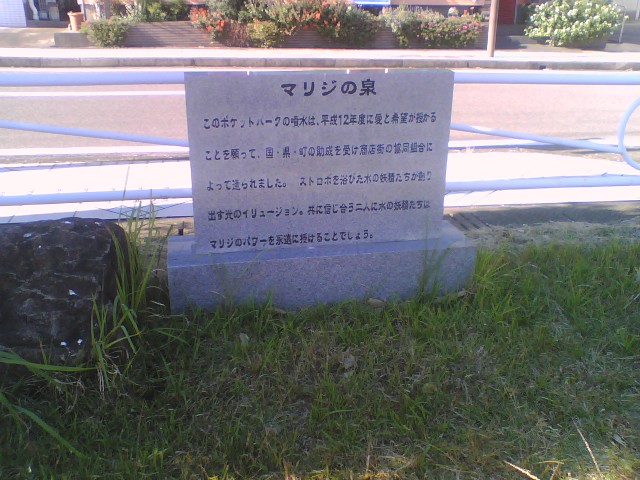 マリジの泉
このポケットパークの噴水は、平成12年度に愛と希望が授かる
ことを願って、国・県・町の助成を受け商店街の協同組合に
よって造られました。 ストロボを浴びた水の妖精たちが創り
出す光のイリュージョン。共に信じ合う二人に水の妖精たちは
マリジのパワーを永遠に授けることでしょう。